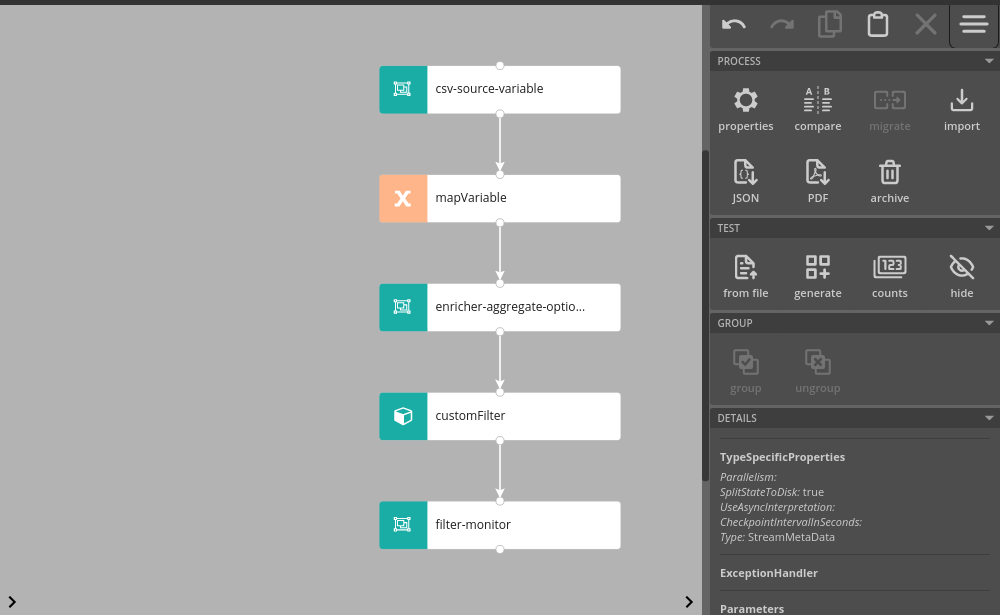 csv-source-variable
mapVariable
enricher-aggregate-optio...
customFilter
filter-monitor
PROCESS
properties
A B
compare
migrate
import
JSON
PDF
archive
TEST
from file
generate
123
counts
hide
GROUP
group
ungroup
DETAILS
TypeSpecificProperties
Parallelism:
SplitStateToDisk: true
UseAsyncInterpretation:
CheckpointIntervalInSeconds:
Type: StreamMetaData
ExceptionHandler
Parameters